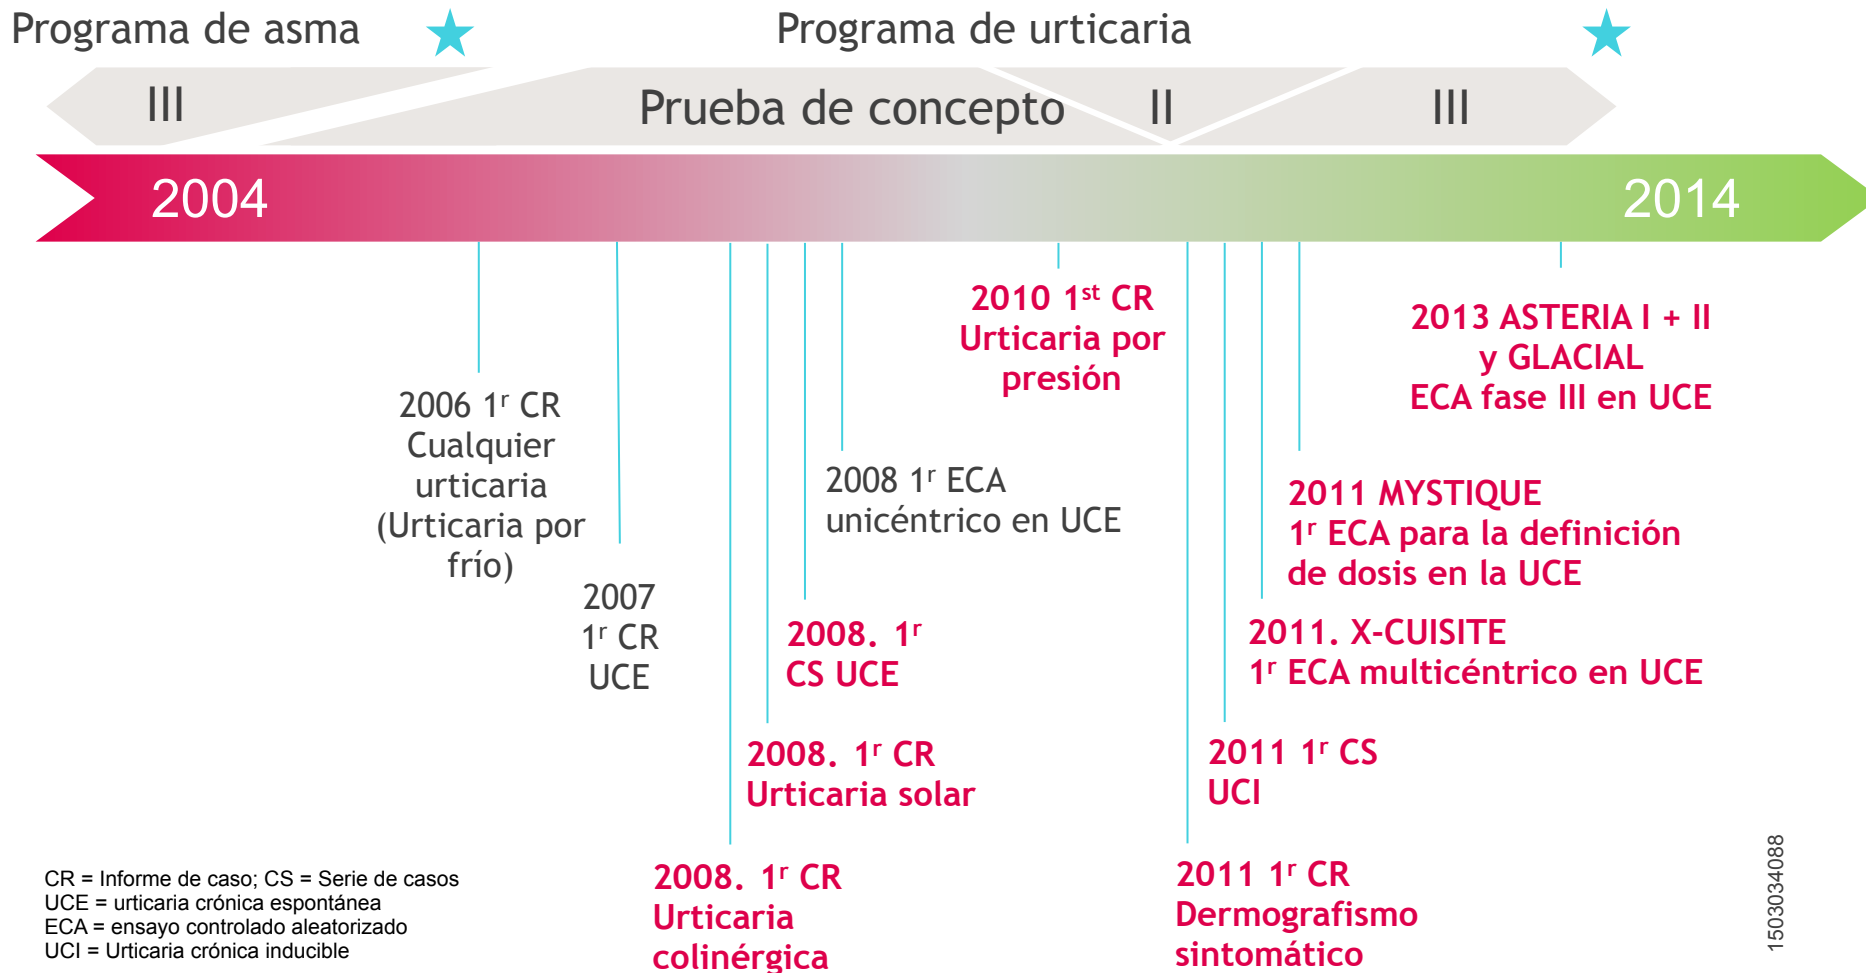 Programa de asma
Programa de urticaria
III
Prueba de concepto
II
III
2004
2014
2006 1r CR
Cualquier
urticaria
(Urticaria por
frío)
2007
1r CR
UCE
2008. 1r CR
Urticaria
colinérgica
2008. 1r CR
Urticaria solar
2008. 1r
CS UCE
2008 1r ECA
unicéntrico en UCE
2010 1st CR
Urticaria por
presión
2011 1r CR
Dermografismo
sintomático
2011 1r CS
UCI
2011. X-CUISITE
1r ECA multicéntrico en UCE
2011 MYSTIQUE
1r ECA para la definición
de dosis en la UCE
2013 ASTERIA I + II
y GLACIAL
ECA fase III en UCE
CR = Informe de caso; CS = Serie de casos
UCE = urticaria crónica espontánea
ECA = ensayo controlado aleatorizado
UCI = Urticaria crónica inducible
1503034088